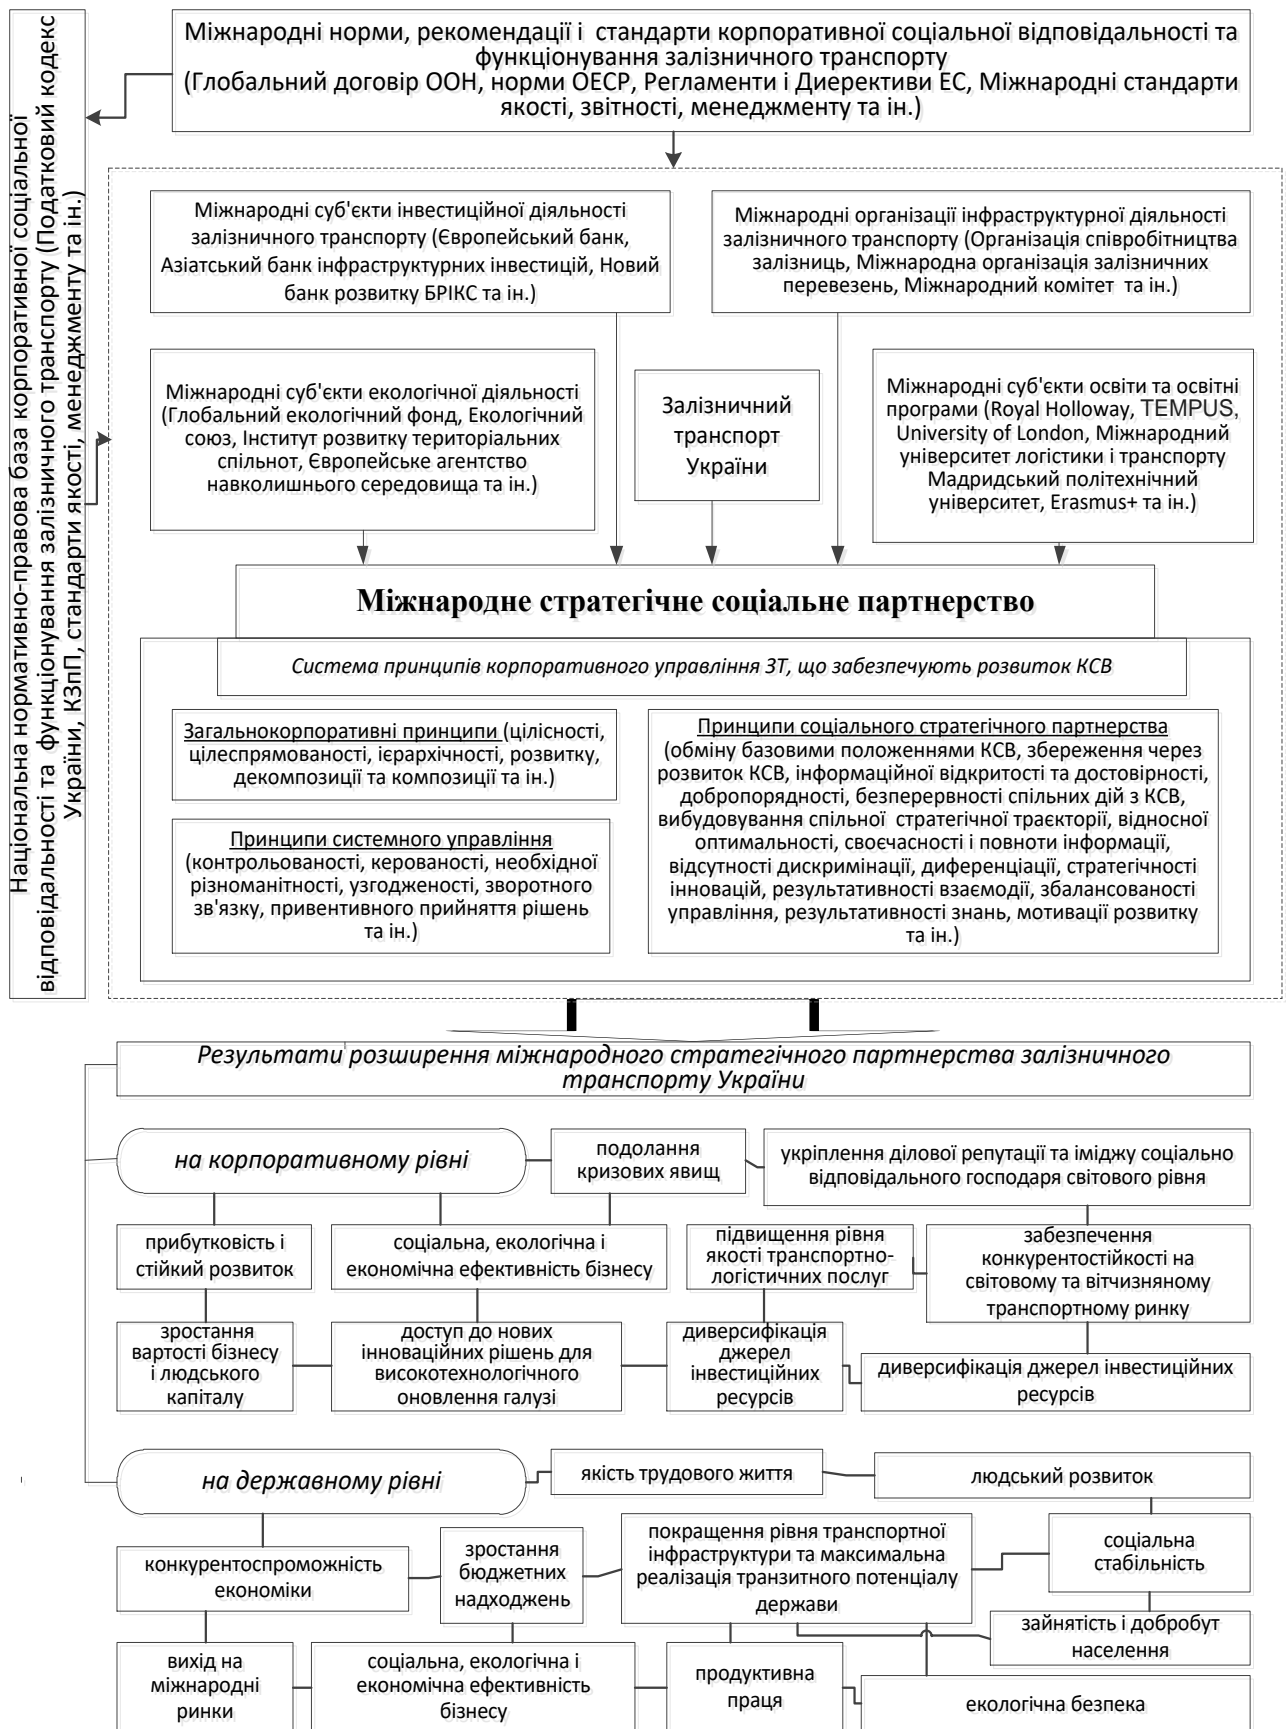 Міжнародні норми, рекомендації і стандарти корпоративної соціальної відповідальності та
функціонування залізничного транспорту
(Глобальний договір ООН, норми ОЕСР, Регламенти і Диерективи ЕС, Міжнародні стандарти
якості, звітності, менеджменту та ін.)
Національна нормативно-правова база корпоративної соціальної
відповідальності та функціонування залізничного транспорту (Податковий кодекс
України, КЗпП, стандарти якості, менеджменту та ін.)
Міжнародні суб'єкти інвестиційної діяльності
залізничного транспорту (Європейський банк,
Азіатський банк інфраструктурних інвестицій, Новий
банк розвитку БРІКС та ін.)
Міжнародні організації інфраструктурної діяльності
залізничного транспорту (Організація співробітництва
залізниць, Міжнародна організація залізничних
перевезень, Міжнародний комітет та ін.)
Міжнародні суб'єкти екологічної діяльності
(Глобальний екологічний фонд, Екологічний
союз, Інститут розвитку територіальних
спільнот, Європейське агентство
навколишнього середовища та ін.)
Залізничний
транспорт
України
Міжнародні суб'єкти освіти та освітні
програми (Royal Holloway, TEMPUS,
University of London, Міжнародний
університет логістики і транспорту
Мадридський політехнічний
університет, Erasmus+ та ін.)
Міжнародне стратегічне соціальне партнерство
Система принципів корпоративного управління ЗТ, що забезпечують розвиток КСВ
Загальнокорпоративні принципи (цілісності,
цілеспрямованості, ієрархічності, розвитку,
декомпозиції та композиції та ін.)
Принципи системного управління
(контрольованості, керованості, необхідної
різноманітності, узгодженості, зворотного
зв'язку, привентивного прийняття рішень
та ін.)
Принципи соціального стратегічного партнерства
(обміну базовими положеннями КСВ, збереження через
розвиток КСВ, інформаційної відкритості та достовірності,
добропорядності, безперервності спільних дій з КСВ,
вибудовування спільної стратегічної траєкторії, відносної
оптимальності, своєчасності і повноти інформації,
відсутності дискримінації, диференціації, стратегічності
інновацій, результативності взаємодії, збалансованості
управління, результативності знань, мотивації розвитку
та ін.)
Результати розширення міжнародного стратегічного партнерства залізничного
транспорту України
на корпоративному рівні
подолання
кризових явищ
укріплення ділової репутації та іміджу соціально
відповідального господаря світового рівня
прибутковість і
стійкий розвиток
соціальна, екологічна і
економічна ефективність бізнесу
підвищення рівня
якості транспортно-
логістичних послуг
забезпечення
конкурентостійкості на
світовому та вітчизняному
транспортному ринку
зростання
вартості бізнесу
і людського
капіталу
доступ до нових
інноваційних рішень для
високотехнологічного
оновлення галузі
диверсифікація
джерел
інвестиційних
ресурсів
диверсифікація джерел інвестиційних
ресурсів
на державному рівні
якість трудового життя
людський розвиток
конкурентоспроможність
економіки
зростання
бюджетних
надходжень
покращення рівня транспортної
інфраструктури та максимальна
реалізація транзитного потенціалу
держави
соціальна
стабільність
зайнятість і добробут
населення
вихід на
міжнародні
ринки
соціальна, екологічна і
економічна ефективність
бізнесу
продуктивна
праця
екологічна безпека